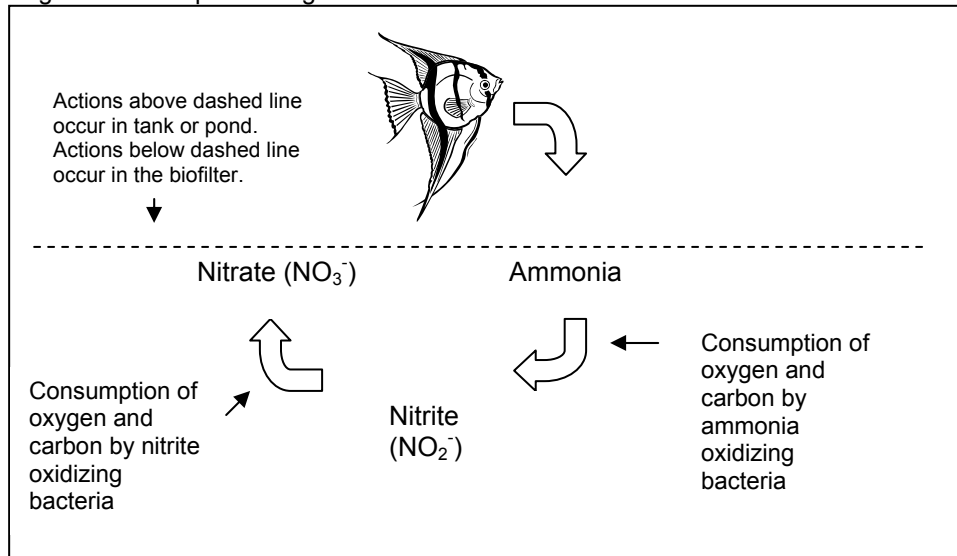 Actions above dashed line
occur in tank or pond.
Actions below dashed line
occur in the biofilter.
Nitrate (NO₃⁻)
Ammonia
Consumption of
oxygen and
carbon by nitrite
oxidizing
bacteria
Nitrite
(NO₂⁻)
Consumption of
oxygen and
carbon by
ammonia
oxidizing
bacteria